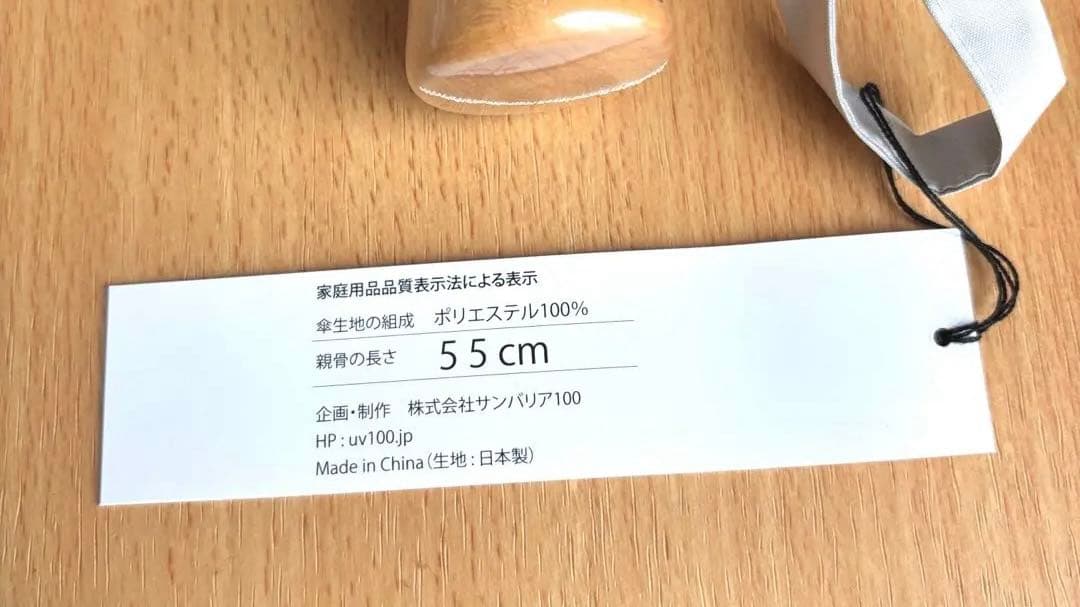 家庭用品品質表示法による表示
傘生地の組成 ポリエステル100%
親骨の長さ 55cm
企画・制作 株式会社サンバリア100
HP : uv100.jp
Made in China（生地 : 日本製）